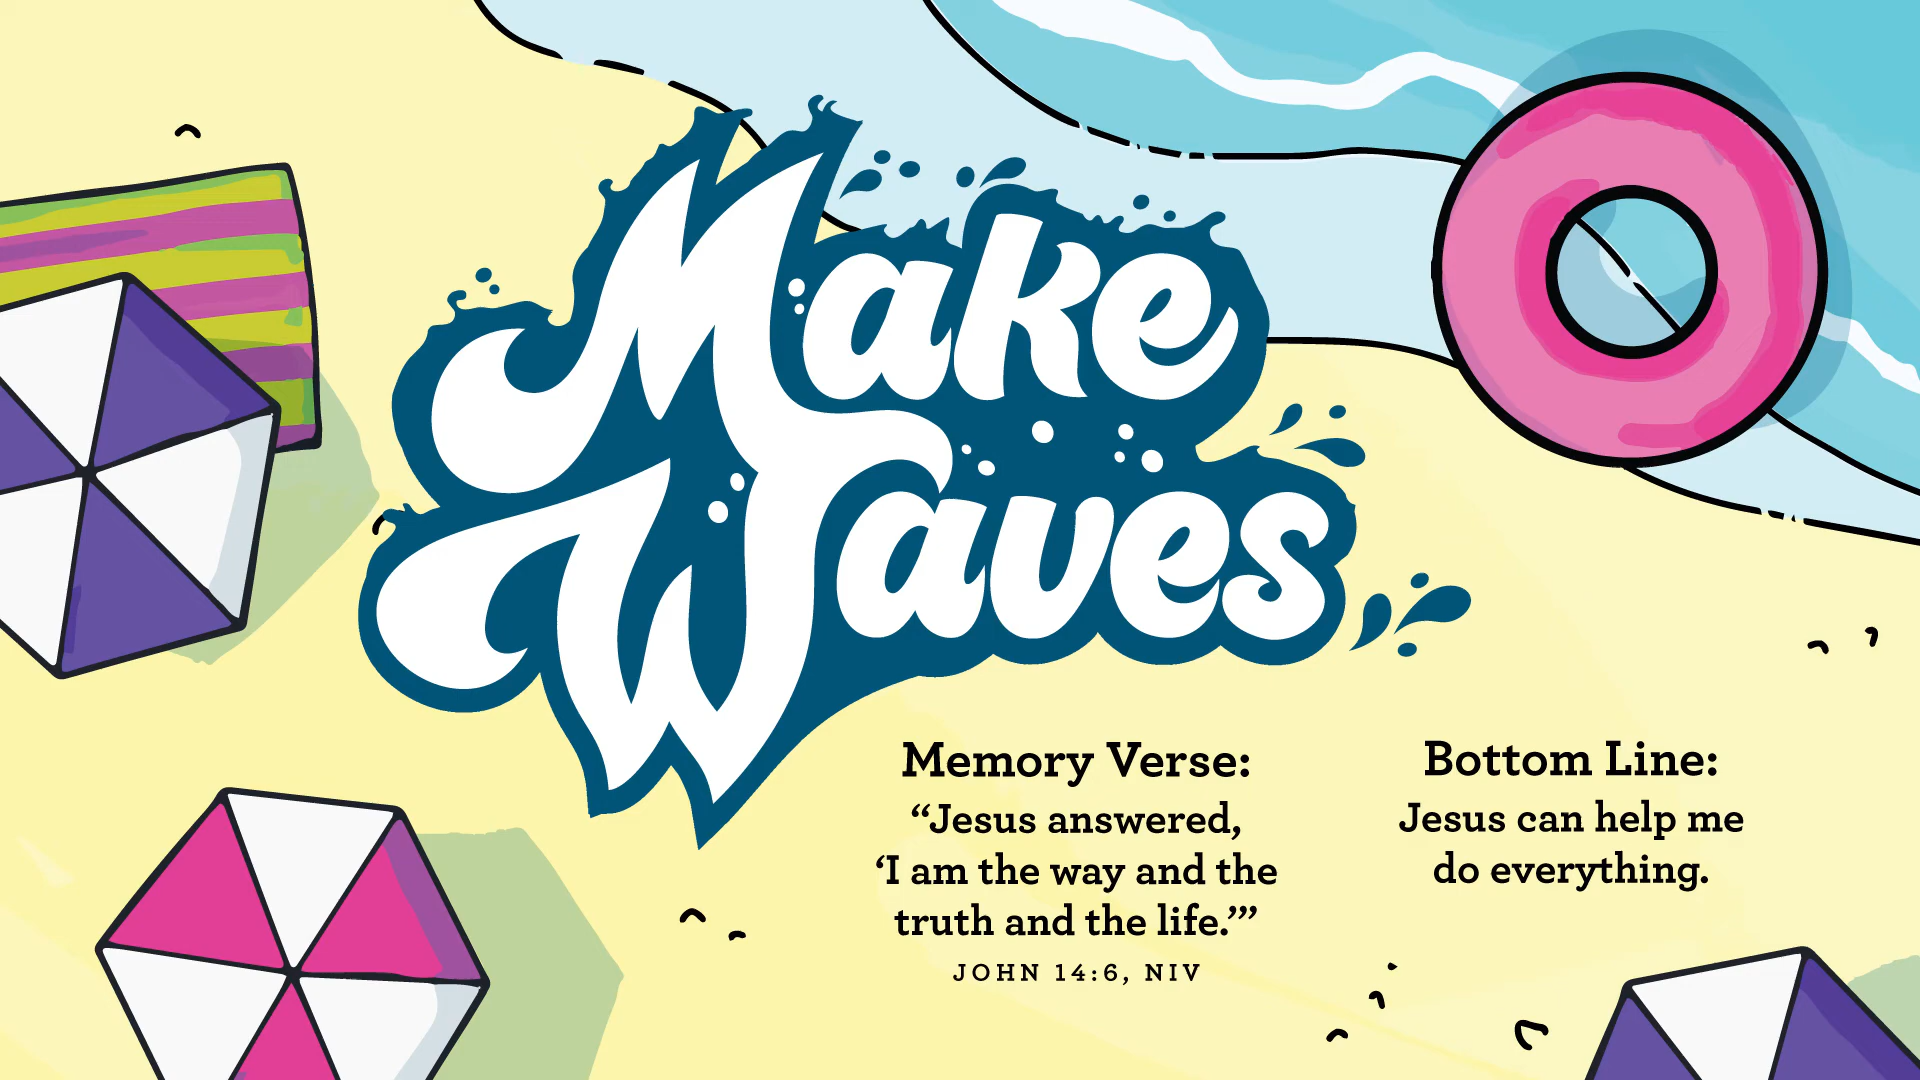 Make
Waves
Memory Verse:
“Jesus answered,
‘I am the way and the
truth and the life.’”
JOHN 14:6, NIV
Bottom Line:
Jesus can help me
do everything.